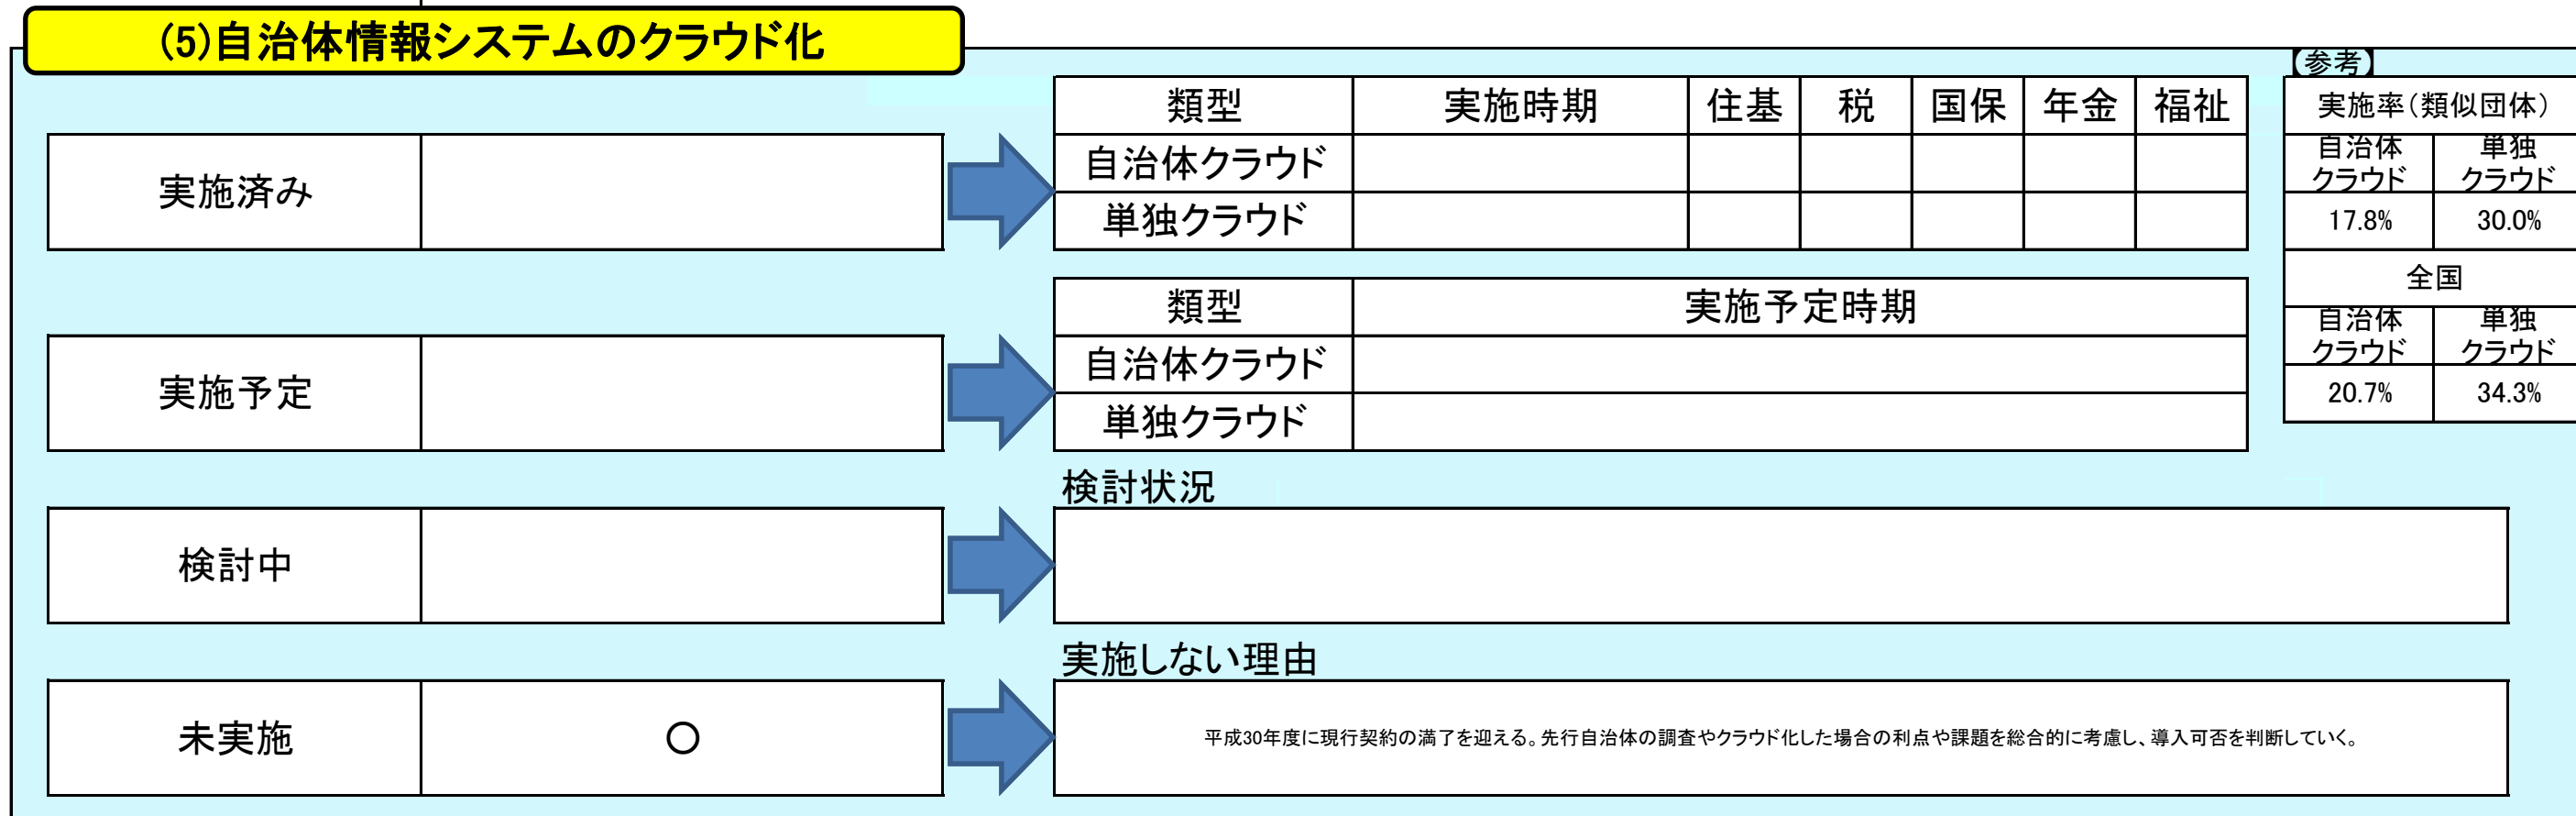 (5)自治体情報システムのクラウド化
【参考】
類型 実施時期 住基 税 国保 年金 福祉
実施率(類似団体)
実施済み
自治体クラウド
単独クラウド
自治体
クラウド
単独
クラウド
17.8% 30.0%
全国
類型 実施予定時期
実施予定
自治体クラウド
単独クラウド
自治体
クラウド
単独
クラウド
20.7% 34.3%
検討状況
検討中
実施しない理由
未実施 ○
平成30年度に現行契約の満了を迎える。先行自治体の調査やクラウド化した場合の利点や課題を総合的に考慮し、導入可否を判断していく。